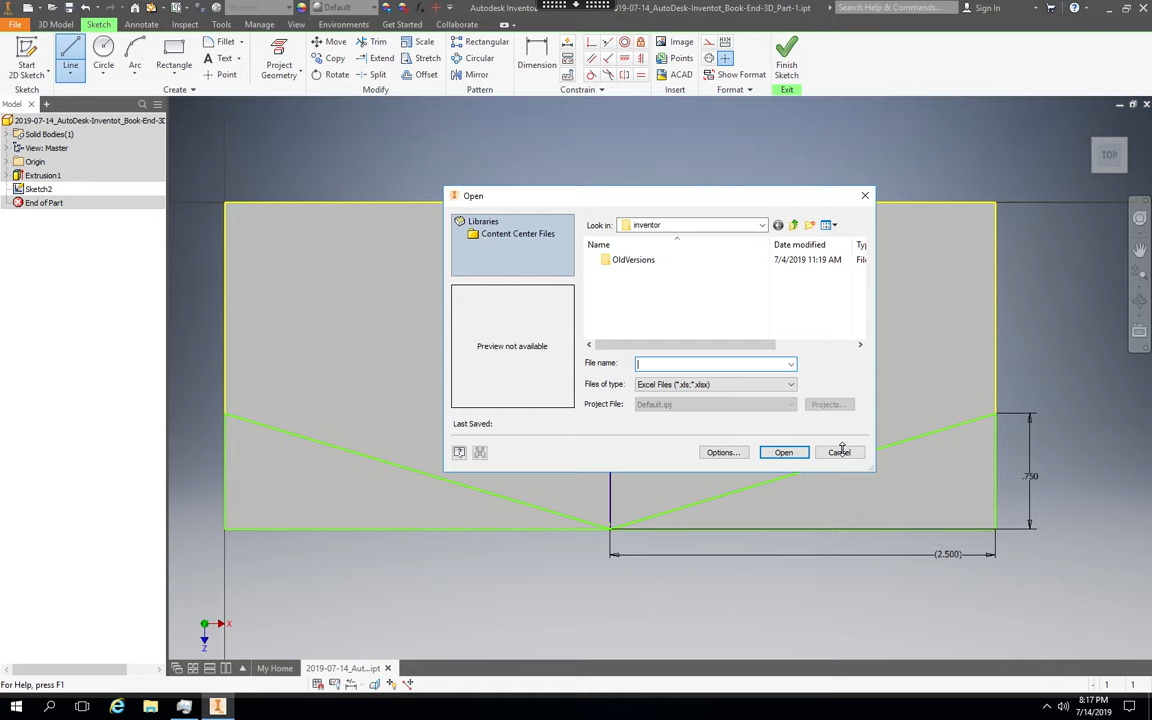 Default
Autodesk Inventor
2019-07-14_AutoDesk-Inventot_Book-End-3D_Part-1.ipt
Search Help & Commands...
Sign In
File 3D Model Sketch Annotate Inspect Tools Manage View Environments Get Started Collaborate
Start
2D Sketch
Line
Circle
Arc
Rectangle
Fillet
Text
Point
Project
Geometry
Move
Copy
Rotate
Trim
Extend
Split
Scale
Stretch
Offset
Rectangular
Circular
Mirror
Dimension
Image
Points
ACAD
Show Format
Finish
Sketch
Sketch Create Modify Pattern Constrain Insert Format Exit
Model
2019-07-14_AutoDesk-Inventot_Book-End-3D
Solid Bodies(1)
View: Master
Origin
Extrusion1
Sketch2
End of Part
TOP
Open
Libraries
Content Center Files
Look in: inventor
Name Date modified Ty
OldVersions 7/4/2019 11:19 AM File
Preview not available
File name:
Files of type: Excel Files (*.xls;*.xlsx)
Project File: Default.ipj Projects...
Last Saved:
Options... Open Cancel
.750
(2.500)
X
Z
My Home 2019-07-14_Aut...ipt
For Help, press F1
1 1
8:17 PM
7/14/2019